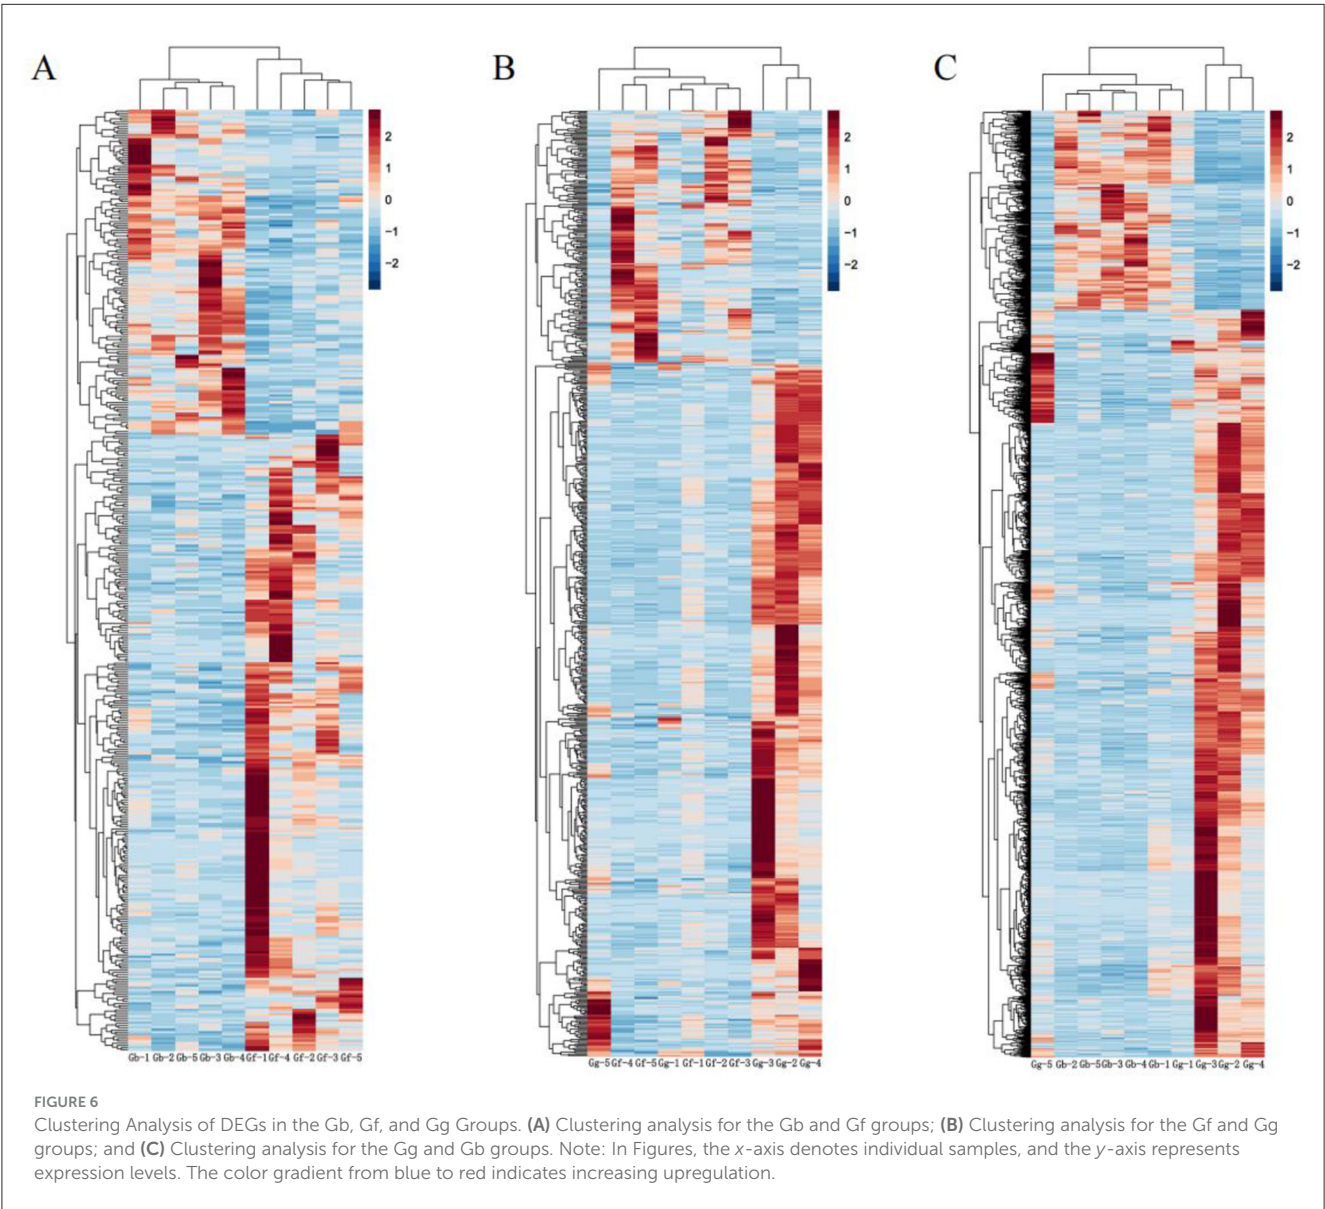 A
B
C
2
1
0
−1
−2
2
1
0
−1
−2
2
1
0
−1
−2
Gb-1 Gb-2 Gb-5 Gb-3 Gb-4 Gf-1 Gf-4 Gf-2 Gf-3 Gf-5
Gg-5 Gf-4 Gf-5 Gg-1 Gf-1 Gf-2 Gf-3 Gg-3 Gg-2 Gg-4
Gg-5 Gb-2 Gb-5 Gb-3 Gb-4 Gb-1 Gg-1 Gg-3 Gg-2 Gg-4
FIGURE 6
Clustering Analysis of DEGs in the Gb, Gf, and Gg Groups. (A) Clustering analysis for the Gb and Gf groups; (B) Clustering analysis for the Gf and Gg
groups; and (C) Clustering analysis for the Gg and Gb groups. Note: In Figures, the x-axis denotes individual samples, and the y-axis represents
expression levels. The color gradient from blue to red indicates increasing upregulation.